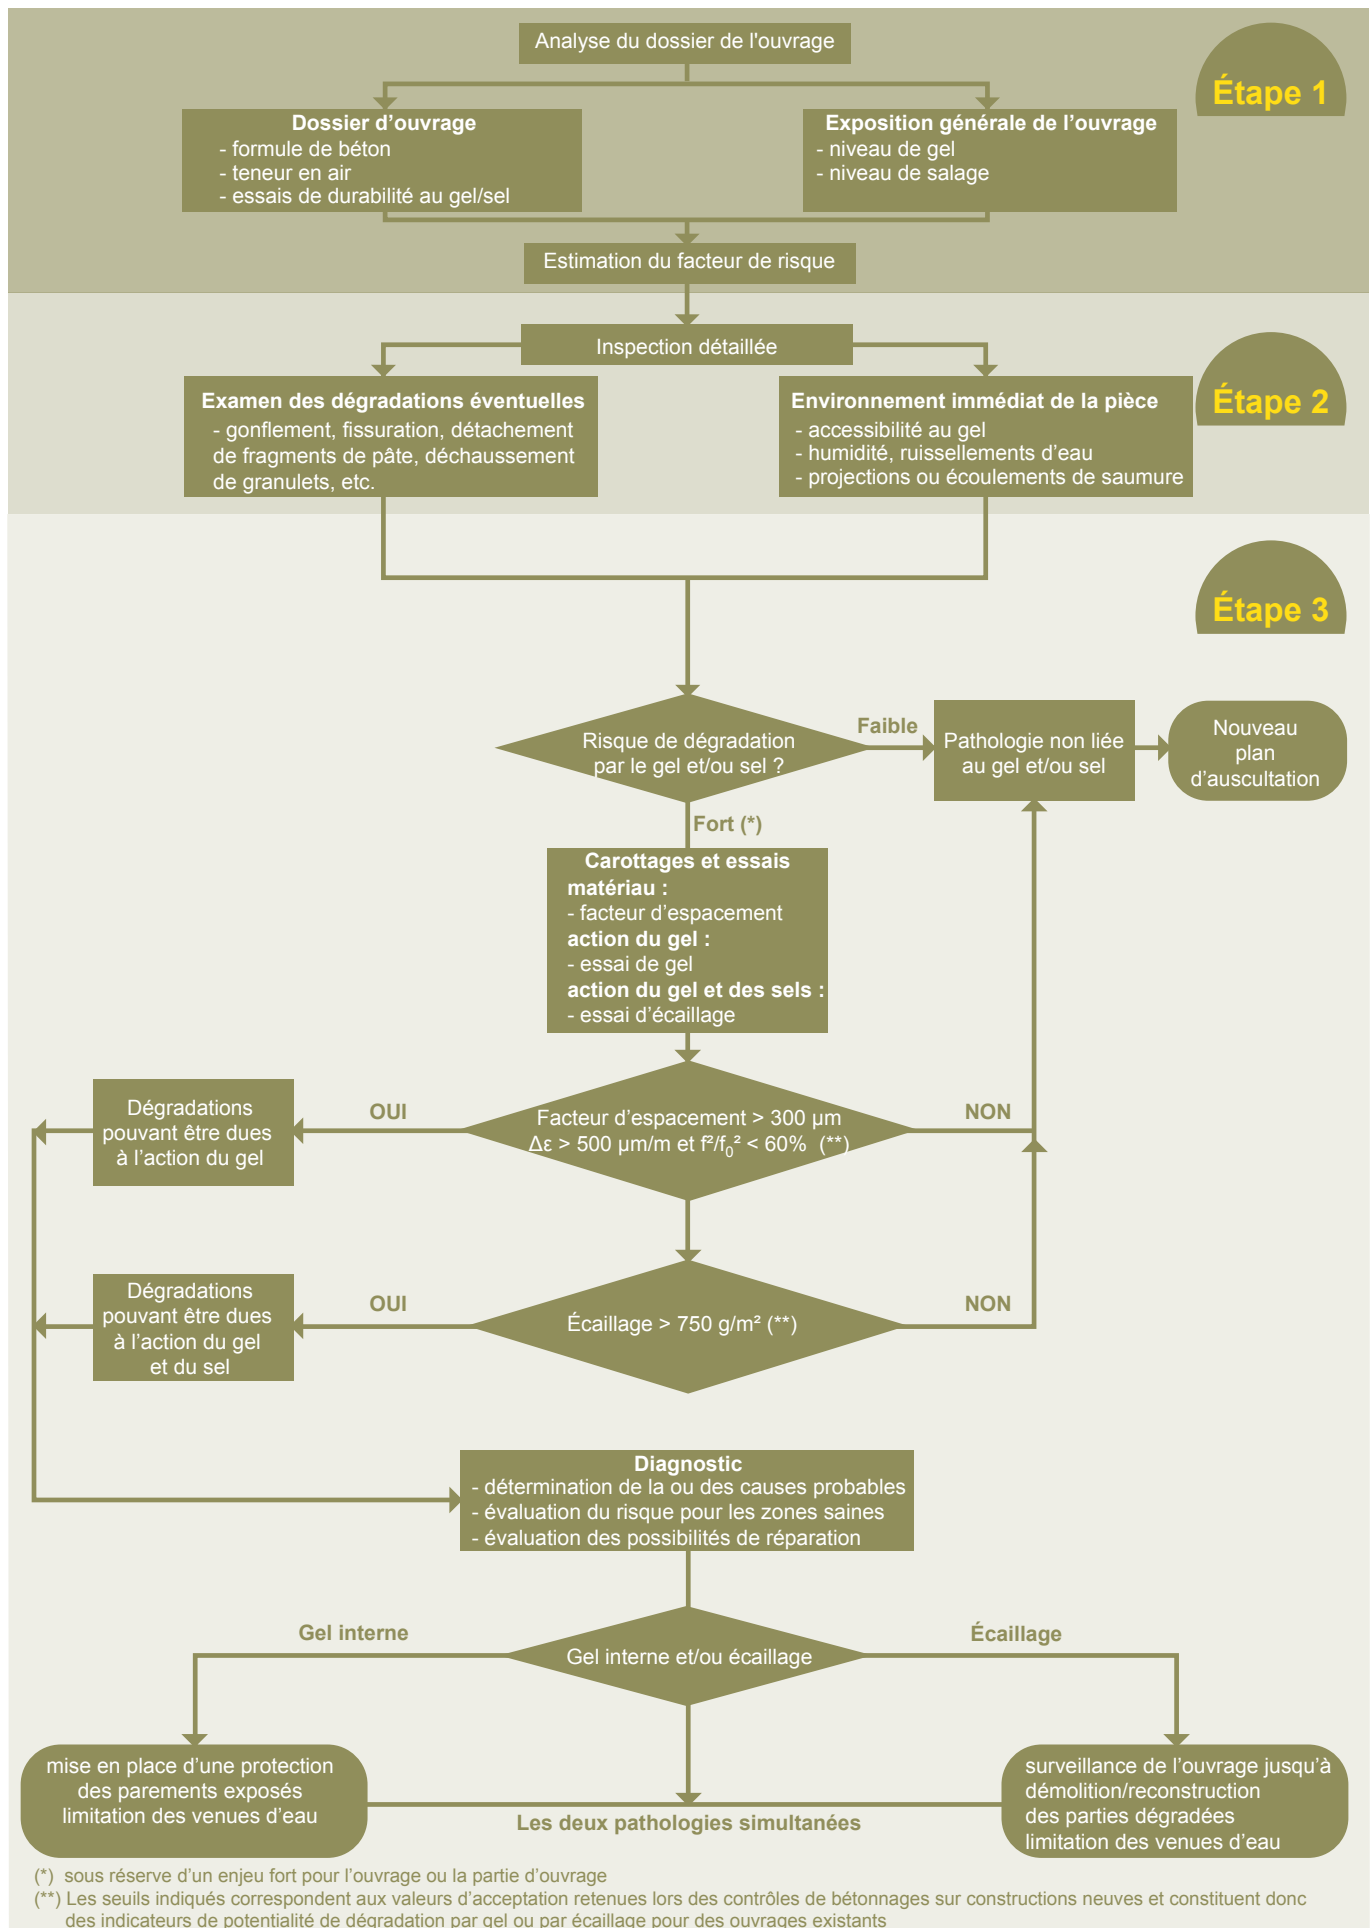 Analyse du dossier de l'ouvrage
Étape 1
Dossier d’ouvrage
- formule de béton
- teneur en air
- essais de durabilité au gel/sel
Exposition générale de l’ouvrage
- niveau de gel
- niveau de salage
Estimation du facteur de risque
Inspection détaillée
Étape 2
Examen des dégradations éventuelles
- gonflement, fissuration, détachement
de fragments de pâte, déchaussement
de granulets, etc.
Environnement immédiat de la pièce
- accessibilité au gel
- humidité, ruissellements d’eau
- projections ou écoulements de saumure
Étape 3
Risque de dégradation
par le gel et/ou sel ?
Faible
Pathologie non liée
au gel et/ou sel
Nouveau
plan
d’auscultation
Fort (*)
Carottages et essais
matériau :
- facteur d’espacement
action du gel :
- essai de gel
action du gel et des sels :
- essai d’écaillage
Dégradations
pouvant être dues
à l’action du gel
OUI
Facteur d’espacement > 300 µm
Δε > 500 µm/m et f²/f₀² < 60% (**)
NON
Dégradations
pouvant être dues
à l’action du gel
et du sel
OUI
Écaillage > 750 g/m² (**)
NON
Diagnostic
- détermination de la ou des causes probables
- évaluation du risque pour les zones saines
- évaluation des possibilités de réparation
Gel interne
Gel interne et/ou écaillage
Écaillage
mise en place d’une protection
des parements exposés
limitation des venues d’eau
Les deux pathologies simultanées
surveillance de l’ouvrage jusqu’à
démolition/reconstruction
des parties dégradées
limitation des venues d’eau
(*) sous réserve d’un enjeu fort pour l’ouvrage ou la partie d’ouvrage
(**) Les seuils indiqués correspondent aux valeurs d’acceptation retenues lors des contrôles de bétonnages sur constructions neuves et constituent donc
des indicateurs de potentialité de dégradation par gel ou par écaillage pour des ouvrages existants